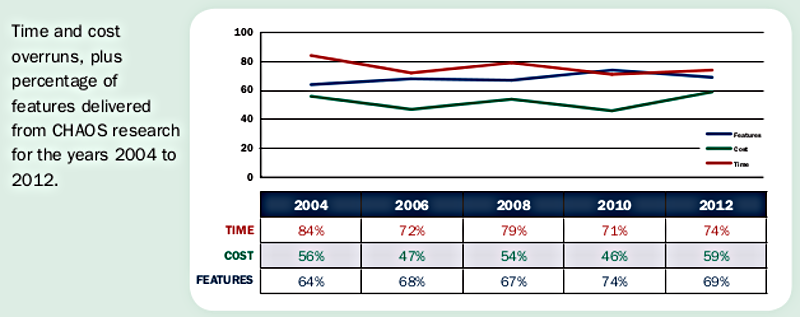 Time and cost
overruns, plus
percentage of
features delivered
from CHAOS research
for the years 2004 to
2012.
100
80
60
40
20
0
Features
Cost
Time
2004 2006 2008 2010 2012
TIME 84% 72% 79% 71% 74%
COST 56% 47% 54% 46% 59%
FEATURES 64% 68% 67% 74% 69%